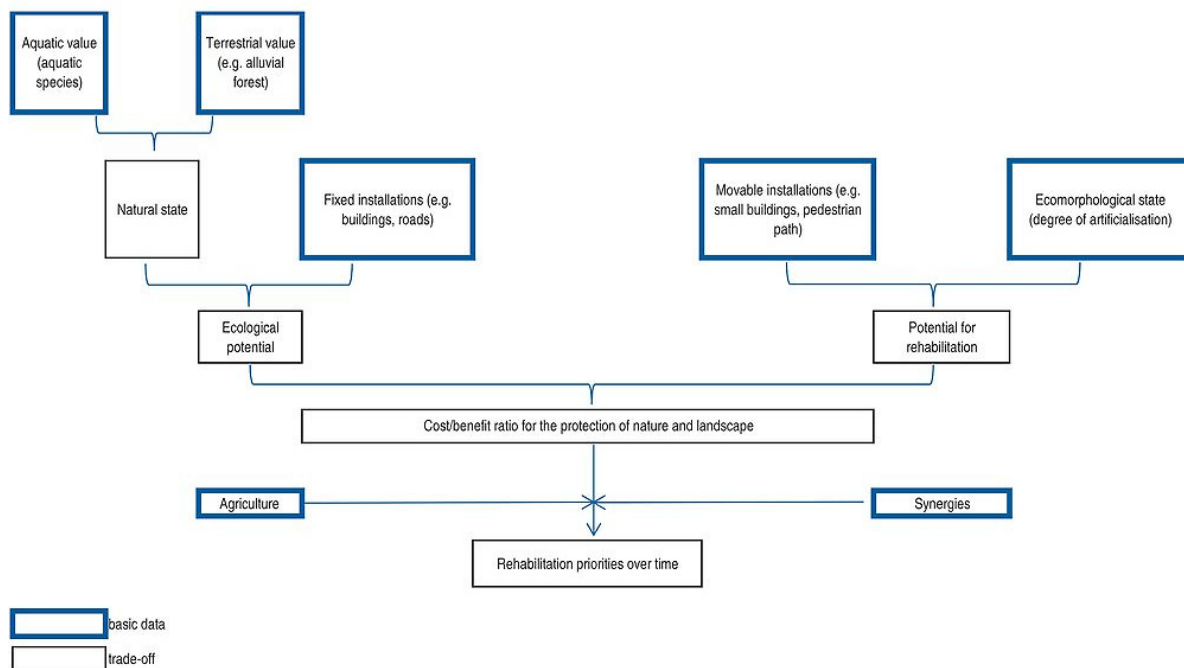 Aquatic value
(aquatic
species)
Terrestrial value
(e.g. alluvial
forest)
Natural state
Fixed installations (e.g.
buildings, roads)
Movable installations (e.g.
small buildings, pedestrian
path)
Ecomorphological state
(degree of artificialisation)
Ecological
potential
Potential for
rehabilitation
Cost/benefit ratio for the protection of nature and landscape
Agriculture
Synergies
Rehabilitation priorities over time
basic data
trade-off